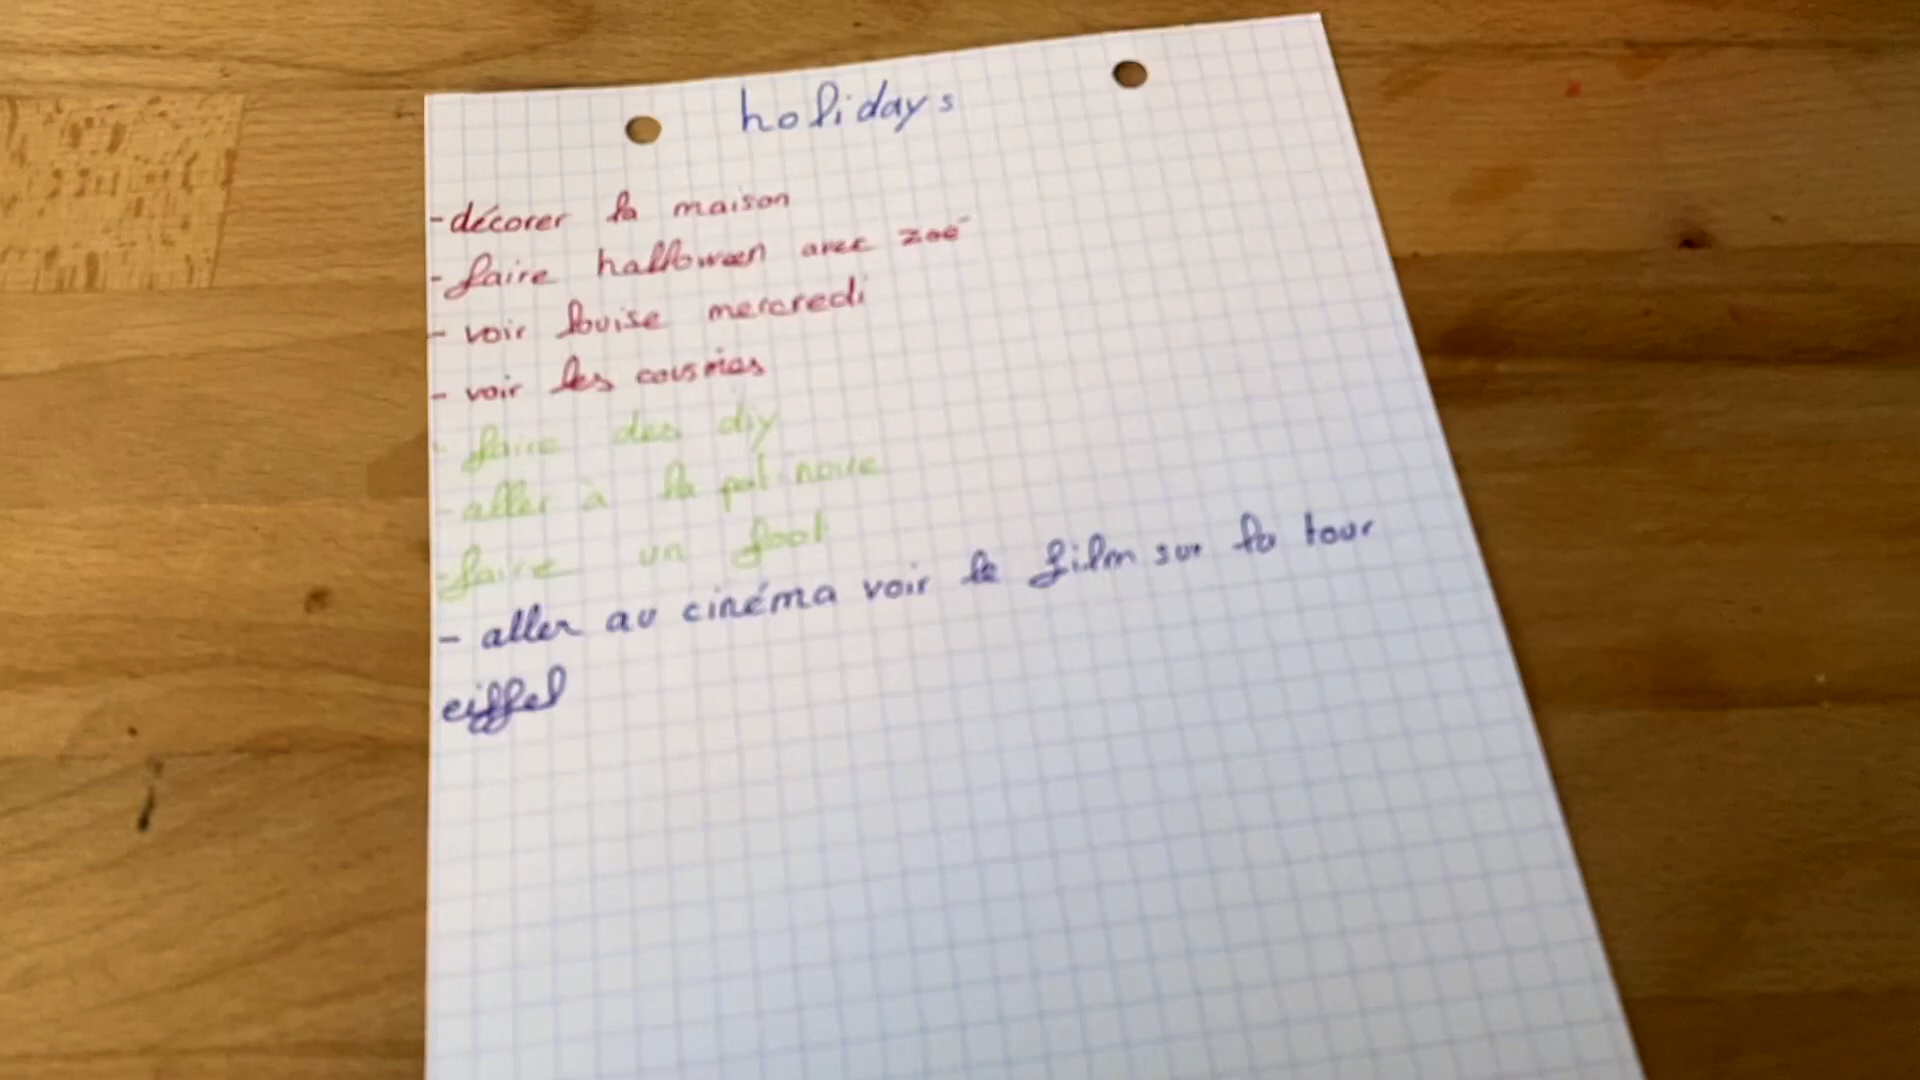 holidays
-décorer la maison
-faire halloween avec zoé
- voir louise mercredi
- voir les cousines
- faire des diy
- aller à la patinoire
-faire un foot
- aller au cinéma voir le film sur la tour
eiffel